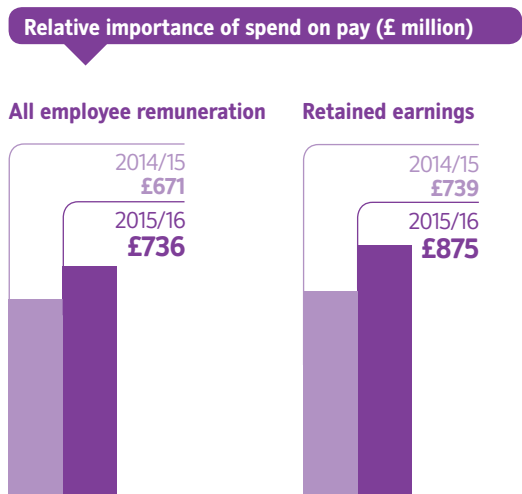 Relative importance of spend on pay (£ million)
All employee remuneration
2014/15
£671
2015/16
£736
Retained earnings
2014/15
£739
2015/16
£875